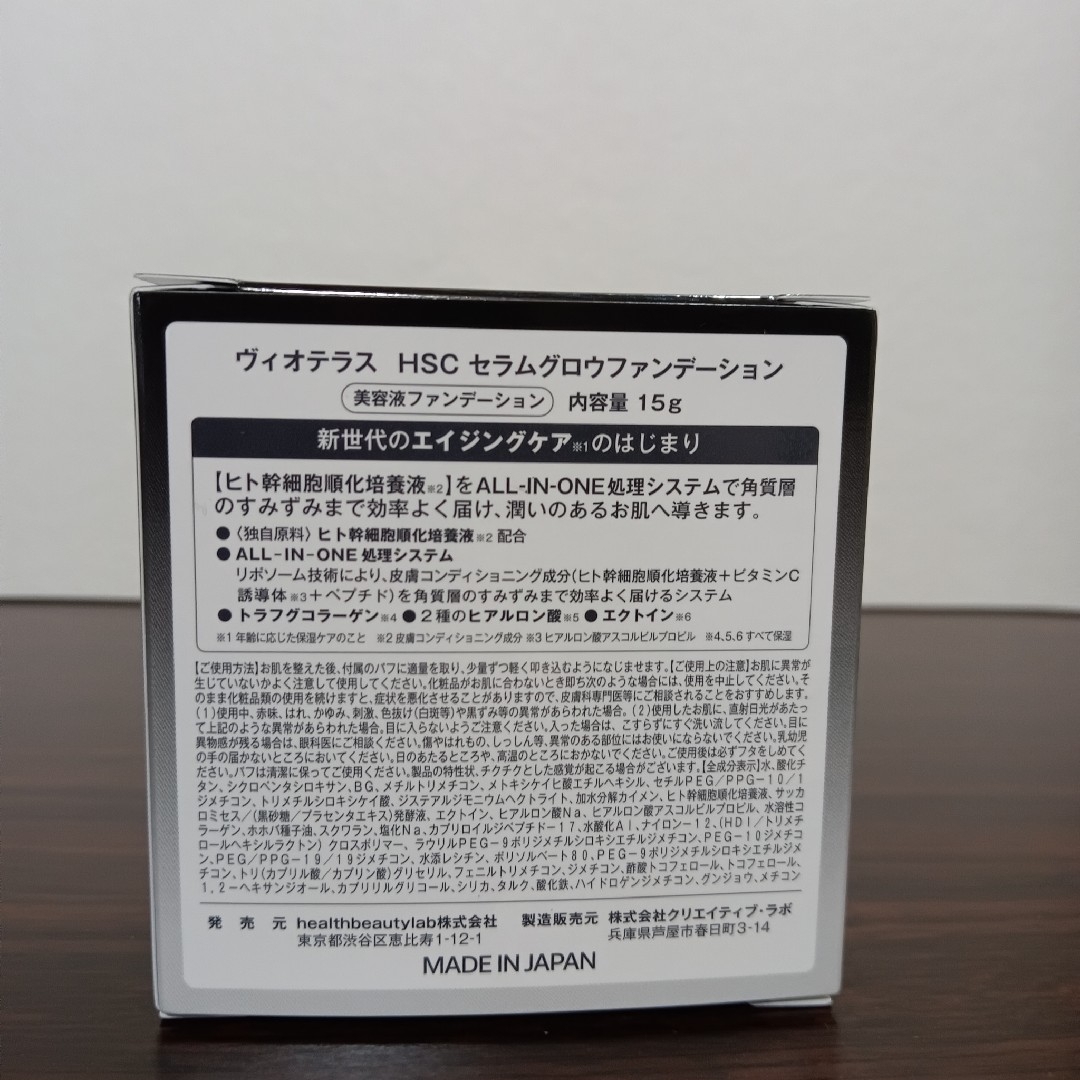 ヴィオテラス HSC セラムグロウファンデーション
美容液ファンデーション 内容量 15g
新世代のエイジングケア※1のはじまり
【ヒト幹細胞順化培養液※2】をALL-IN-ONE処理システムで角質層
のすみずみまで効率よく届け、潤いのあるお肌へ導きます。
●〈独自原料〉ヒト幹細胞順化培養液※2 配合
●ALL-IN-ONE 処理システム
リポソーム技術により、皮膚コンディショニング成分(ヒト幹細胞順化培養液+ビタミンC
誘導体※3+ペプチド)を角質層のすみずみまで効率よく届けるシステム
●トラフグコラーゲン※4 ●2種のヒアルロン酸※5 ●エクトイン※6
※1 年齢に応じた保湿ケアのこと ※2 皮膚コンディショニング成分 ※3 ヒアルロン酸アスコルビルプロピル ※4、5、6 すべて保湿
【ご使用方法】お肌を整えた後、付属のパフに適量を取り、少量ずつ軽く叩き込むようになじませます。【ご使用上の注意】お肌に異常が
生じていないかよく注意して使用してください。化粧品がお肌に合わないとき即ち次のような場合には、使用を中止してください。そ
のまま化粧品類の使用を続けますと、症状を悪化させることがありますので、皮膚科専門医等にご相談されることをおすすめします。
(1)使用中、赤味、はれ、かゆみ、刺激、色抜け(白斑等)や黒ずみ等の異常があらわれた場合。(2)使用したお肌に、直射日光があたっ
て上記のような異常があらわれた場合。目に入らないようご注意ください。入った場合は、こすらずにすぐ洗い流してください。目に
異物感が残る場合は、眼科医にご相談ください。傷やはれもの、しっしん等、異常のある部位にはお使いにならないでください。乳幼児
の手の届かないところにおいてください。日のあたるところや、高温のところにおかないでください。ご使用後は必ずフタをしめてく
ださい。パフは清潔に保ってご使用ください。製品の特性状、チクチクとした感覚が起こる場合がございます。【全成分表示】水、酸化チ
タン、シクロペンタシロキサン、BG、メチルトリメチコン、メトキシケイヒ酸エチルヘキシル、セチルPEG/PPG-10/1
ジメチコン、トリメチルシロキシケイ酸、ジステアルジモニウムヘクトライト、加水分解カイメン、ヒト幹細胞順化培養液、サッカ
ロミセス/(黒砂糖/プラセンタエキス)発酵液、エクトイン、ヒアルロン酸Na、ヒアルロン酸アスコルビルプロピル、水溶性コ
ラーゲン、ホホバ種子油、スクワラン、塩化Na、カプロイルジペプチド-17、水酸化Al、ナイロン-12、(HDI/トリメチ
ロールヘキシルラクトン)クロスポリマー、ラウリルPEG-9ポリジメチルシロキシエチルジメチコン、PEG-10ジメチコ
ン、PEG/PPG-19/19ジメチコン、水添レシチン、ポリソルベート80、PEG-9ポリジメチルシロキシエチルジメ
チコン、トリ(カプリル酸/カプリン酸)グリセリル、フェニルトリメチコン、ジメチコン、酢酸トコフェロール、トコフェロール、
1,2-ヘキサンジオール、カプリリルグリコール、シリカ、タルク、酸化鉄、ハイドロゲンジメチコン、グンジョウ、メチコン
発売元 healthbeautylab株式会社 製造販売元 株式会社クリエイティブ・ラボ
東京都渋谷区恵比寿1-12-1 兵庫県芦屋市春日町3-14
MADE IN JAPAN